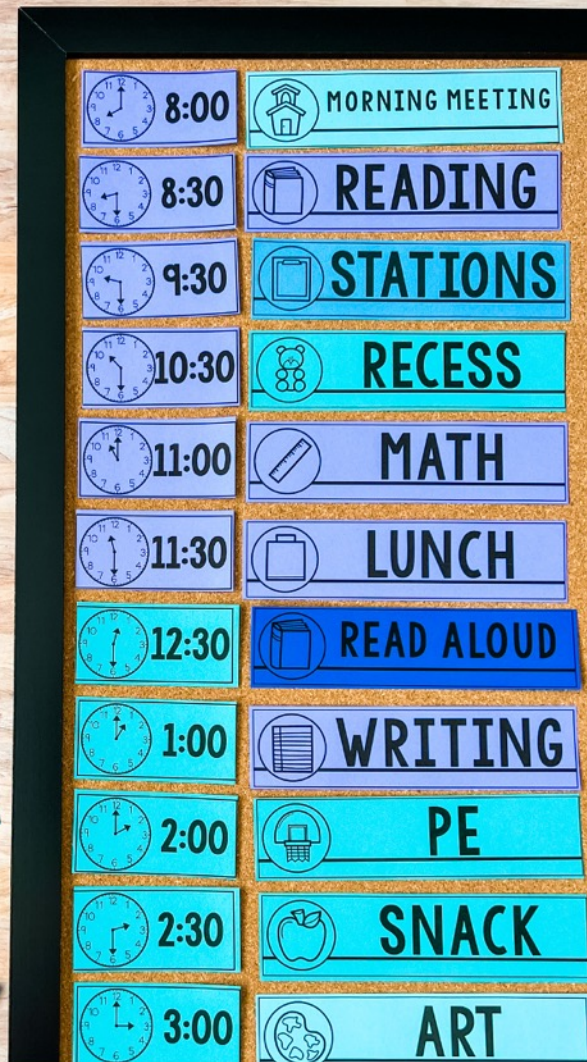 8:00 MORNING MEETING
8:30 READING
9:30 STATIONS
10:30 RECESS
11:00 MATH
11:30 LUNCH
12:30 READ ALOUD
1:00 WRITING
2:00 PE
2:30 SNACK
3:00 ART